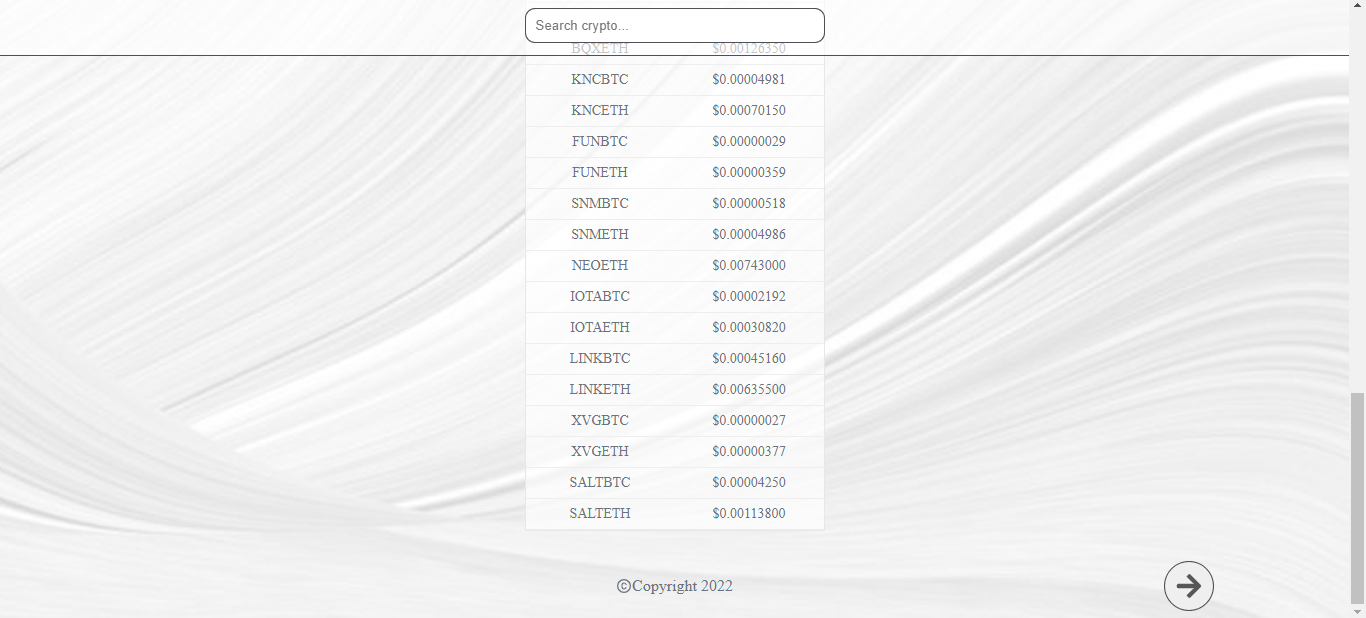 Search crypto...
BQXETH $0.00126350
KNCBTC $0.00004981
KNCETH $0.00070150
FUNBTC $0.00000029
FUNETH $0.00000359
SNMBTC $0.00000518
SNMETH $0.00004986
NEOETH $0.00743000
IOTABTC $0.00002192
IOTAETH $0.00030820
LINKBTC $0.00045160
LINKETH $0.00635500
XVGBTC $0.00000027
XVGETH $0.00000377
SALTBTC $0.00004250
SALTETH $0.00113800
©Copyright 2022